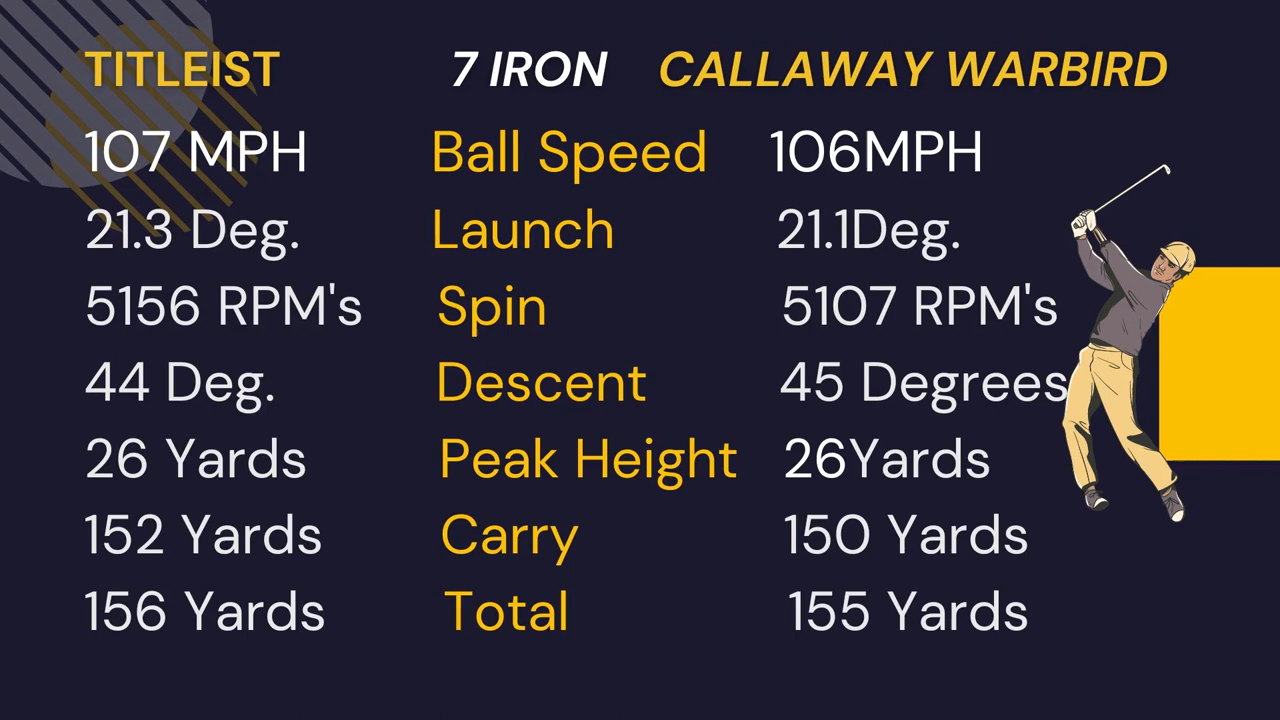 TITLEIST 7 IRON CALLAWAY WARBIRD
107 MPH Ball Speed 106MPH
21.3 Deg. Launch 21.1Deg.
5156 RPM's Spin 5107 RPM's
44 Deg. Descent 45 Degrees
26 Yards Peak Height 26Yards
152 Yards Carry 150 Yards
156 Yards Total 155 Yards